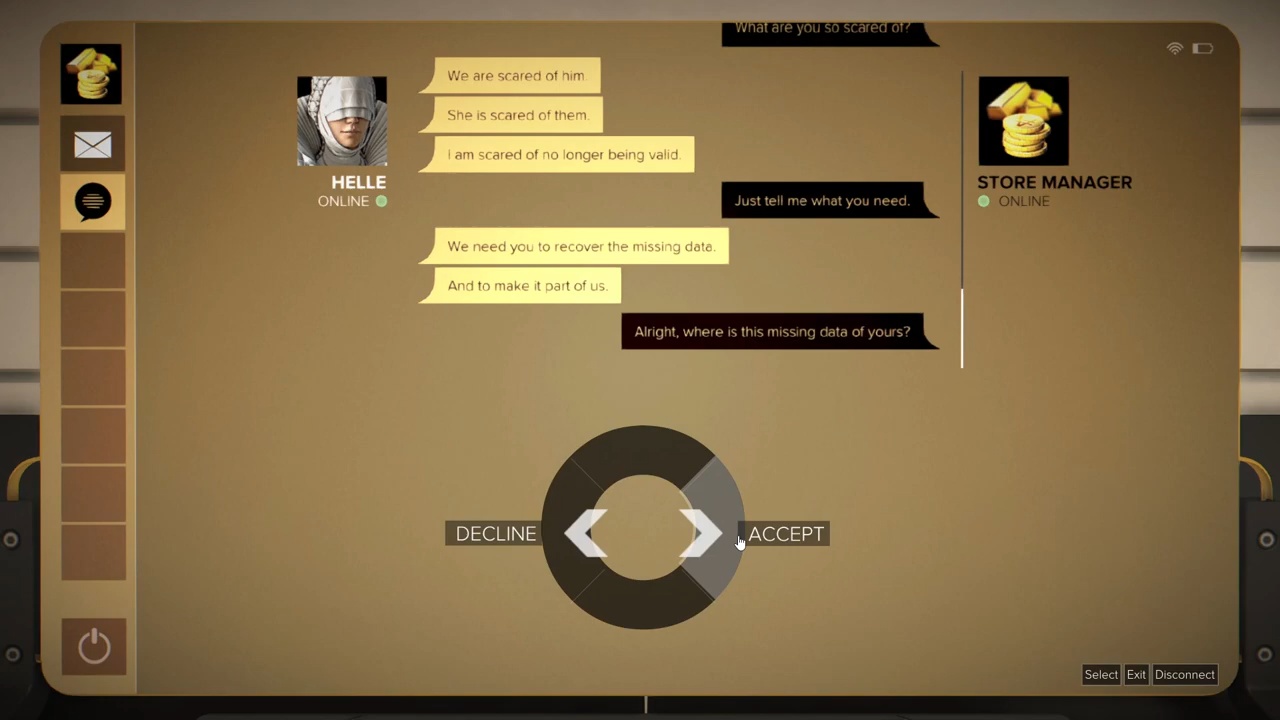 What are you so scared of?
We are scared of him.
She is scared of them.
I am scared of no longer being valid.
HELLE
ONLINE
STORE MANAGER
ONLINE
Just tell me what you need.
We need you to recover the missing data.
And to make it part of us.
Alright, where is this missing data of yours?
DECLINE
ACCEPT
Select Exit Disconnect